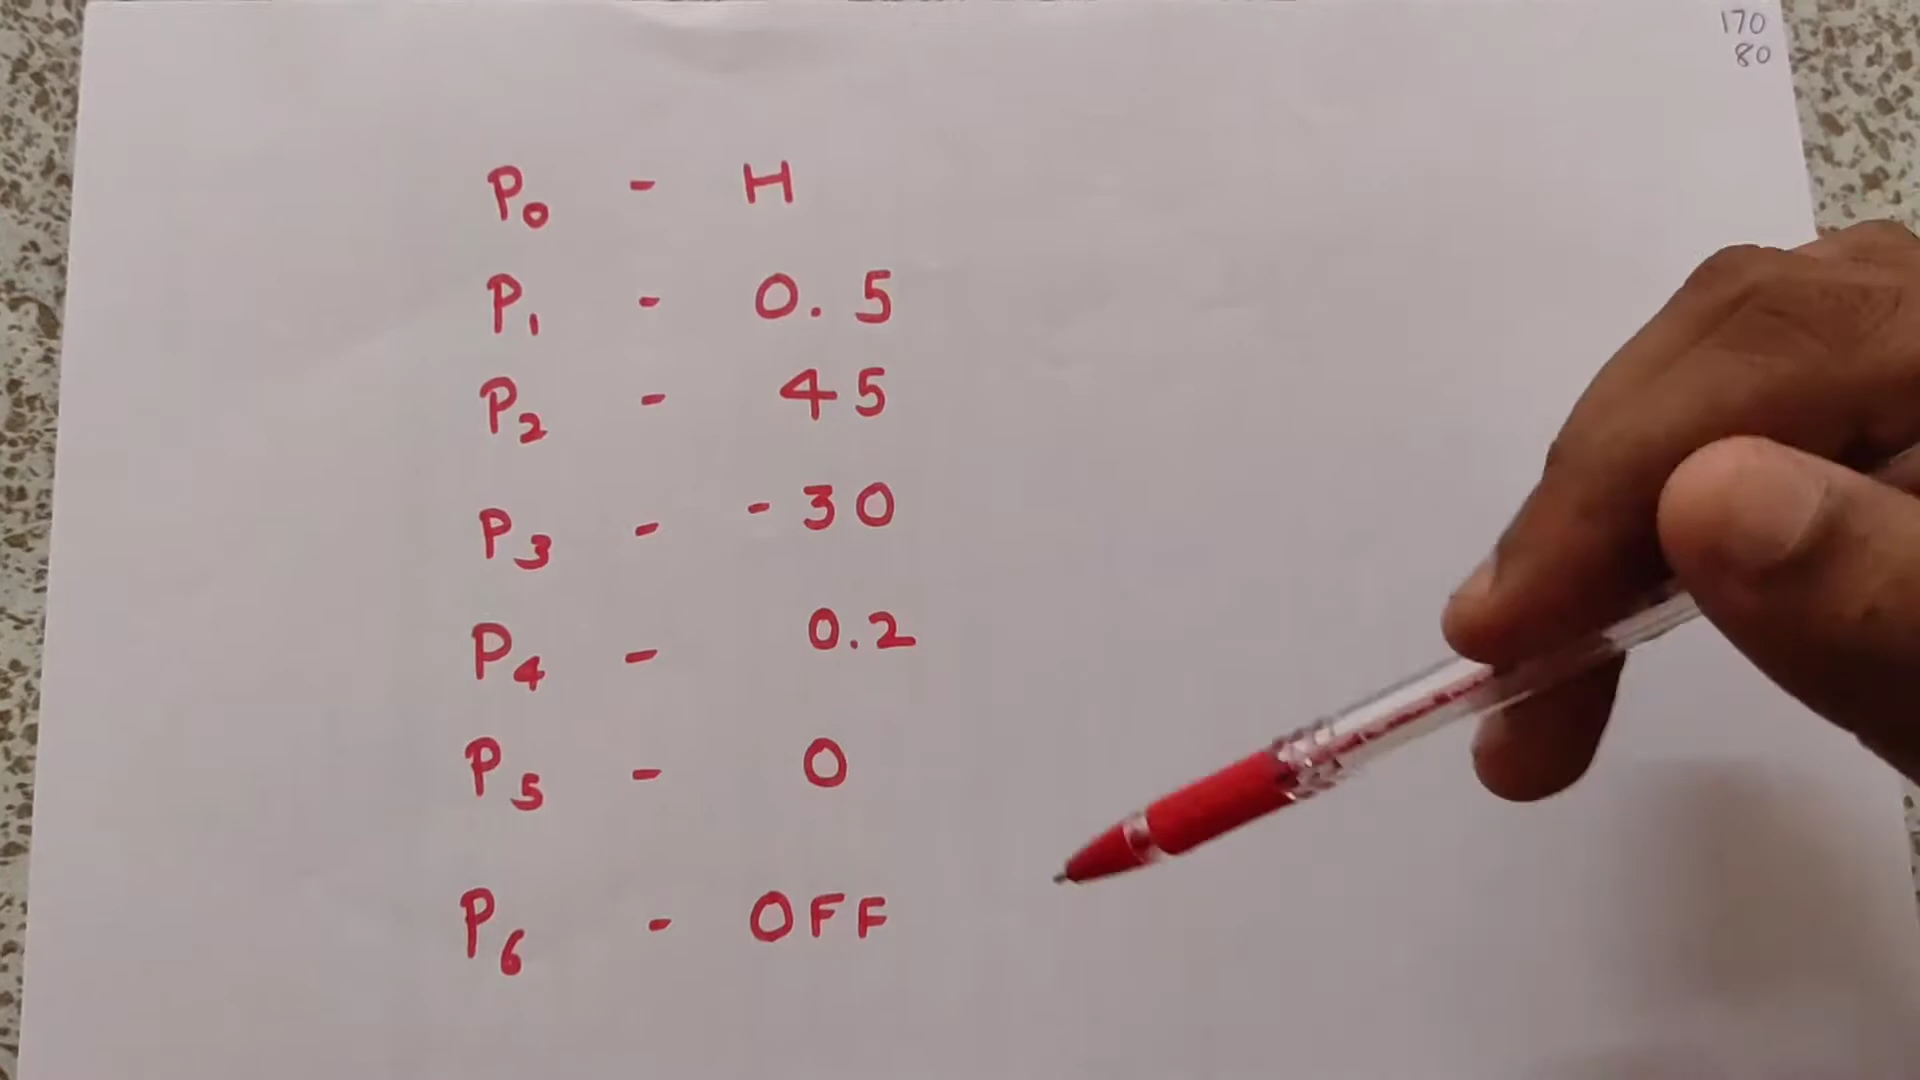 170
80
P0 - H
P1 - 0.5
P2 - 45
P3 - -30
P4 - 0.2
P5 - 0
P6 - OFF